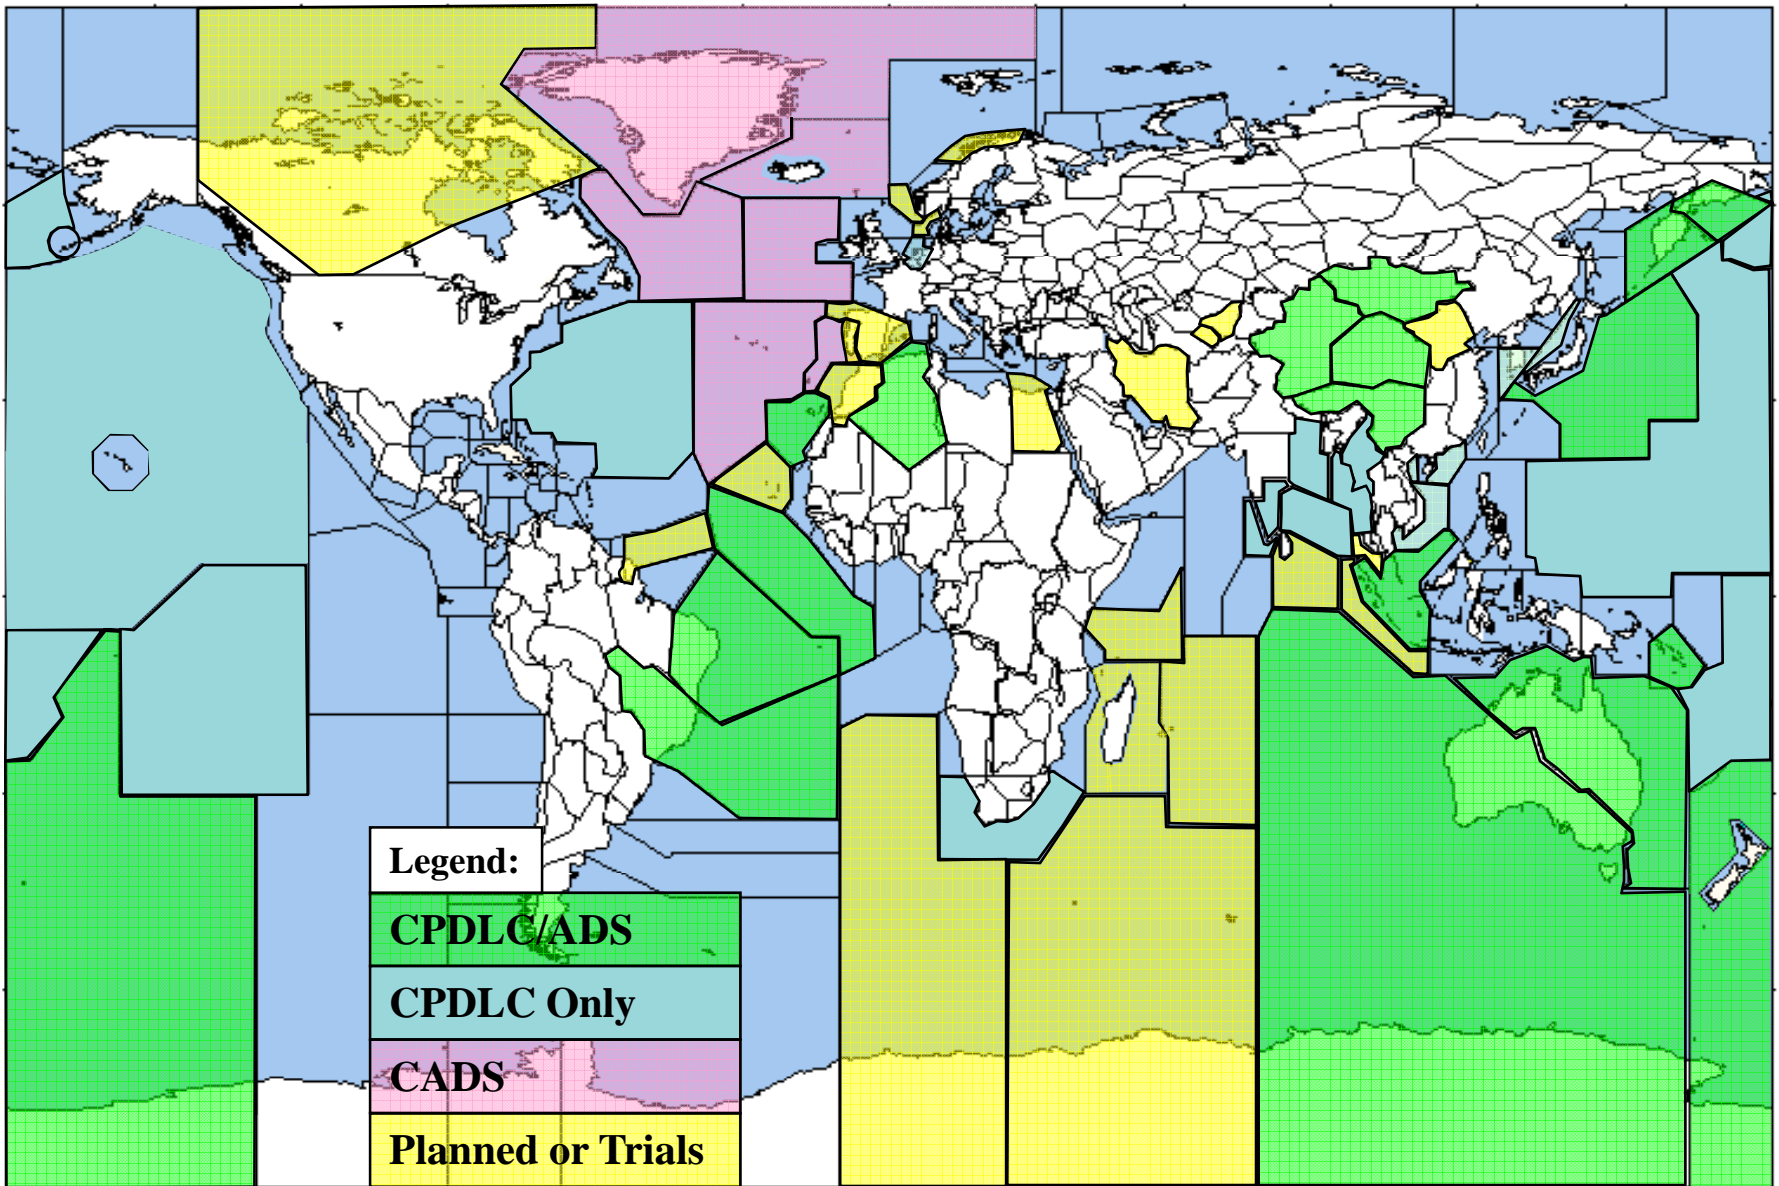 Legend:
CPDLC/ADS
CPDLC Only
CADS
Planned or Trials